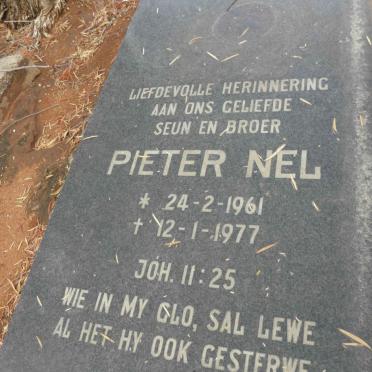 LIEFDEVOLLE HERINNERING
AAN ONS GELIEFDE
SEUN EN BROER
PIETER NEL
* 24-2-1961
† 12-1-1977
JOH. 11:25
WIE IN MY GLO, SAL LEWE
AL HET HY OOK GESTERWE